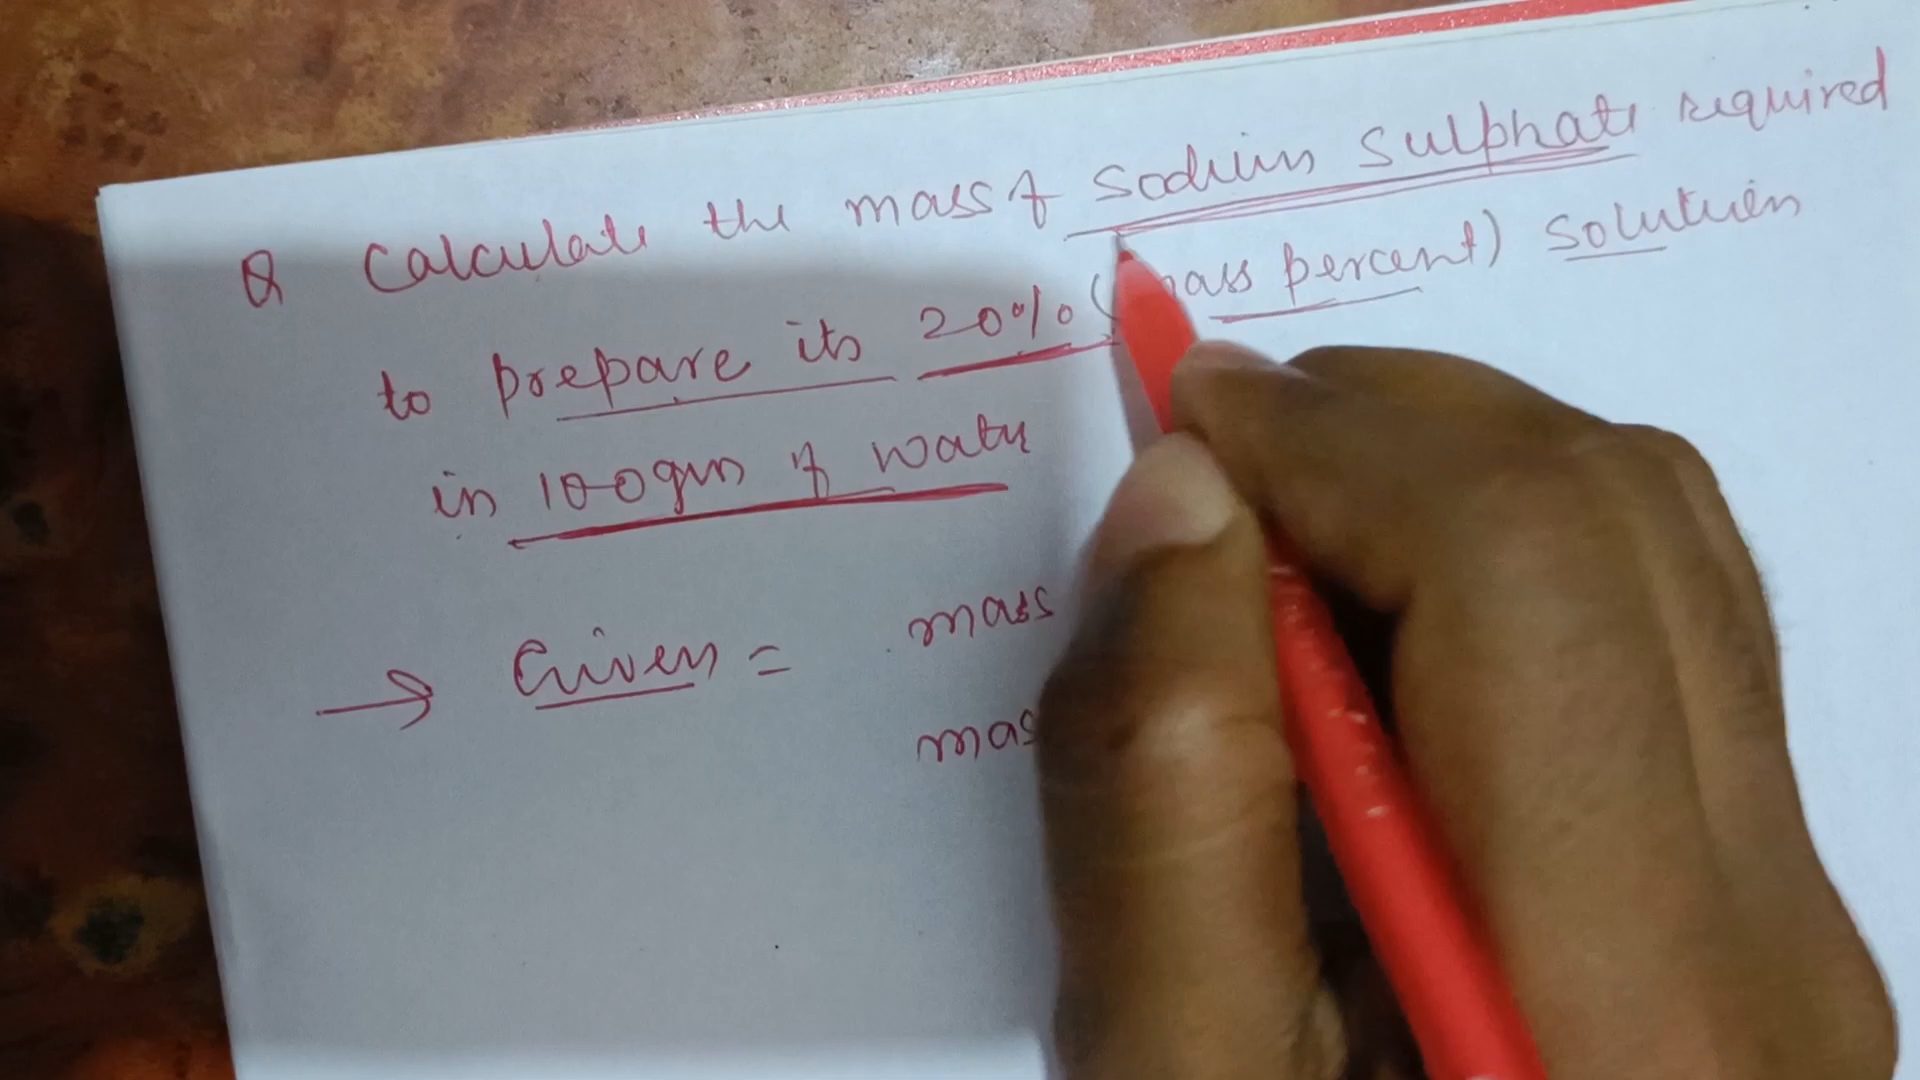 Q Calculate the mass of Sodium Sulphate required
to prepare its 20% (mass percent) Solution
in 100gm of water
→ Given = mass
mas